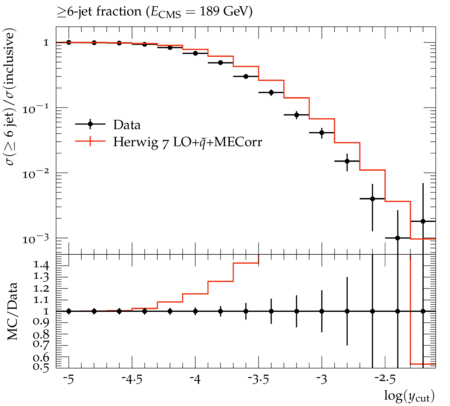 ≥6-jet fraction (E_CMS = 189 GeV)
σ(≥ 6 jet)/σ(inclusive)
1
10⁻¹
10⁻²
10⁻³
Data
Herwig 7 LO+q̃+MECorr
MC/Data
1.4
1.3
1.2
1.1
1
0.9
0.8
0.7
0.6
0.5
-5 -4.5 -4 -3.5 -3 -2.5
log(y_cut)